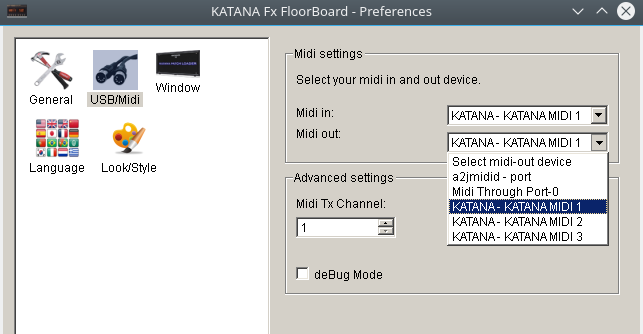 KATANA Fx FloorBoard - Preferences
General
USB/Midi
Window
Language
Look/Style
Midi settings
Select your midi in and out device.
Midi in:
KATANA - KATANA MIDI 1
Midi out:
KATANA - KATANA MIDI 1
Select midi-out device
a2jmidid - port
Midi Through Port-0
KATANA - KATANA MIDI 1
KATANA - KATANA MIDI 2
KATANA - KATANA MIDI 3
Advanced settings
Midi Tx Channel:
1
deBug Mode